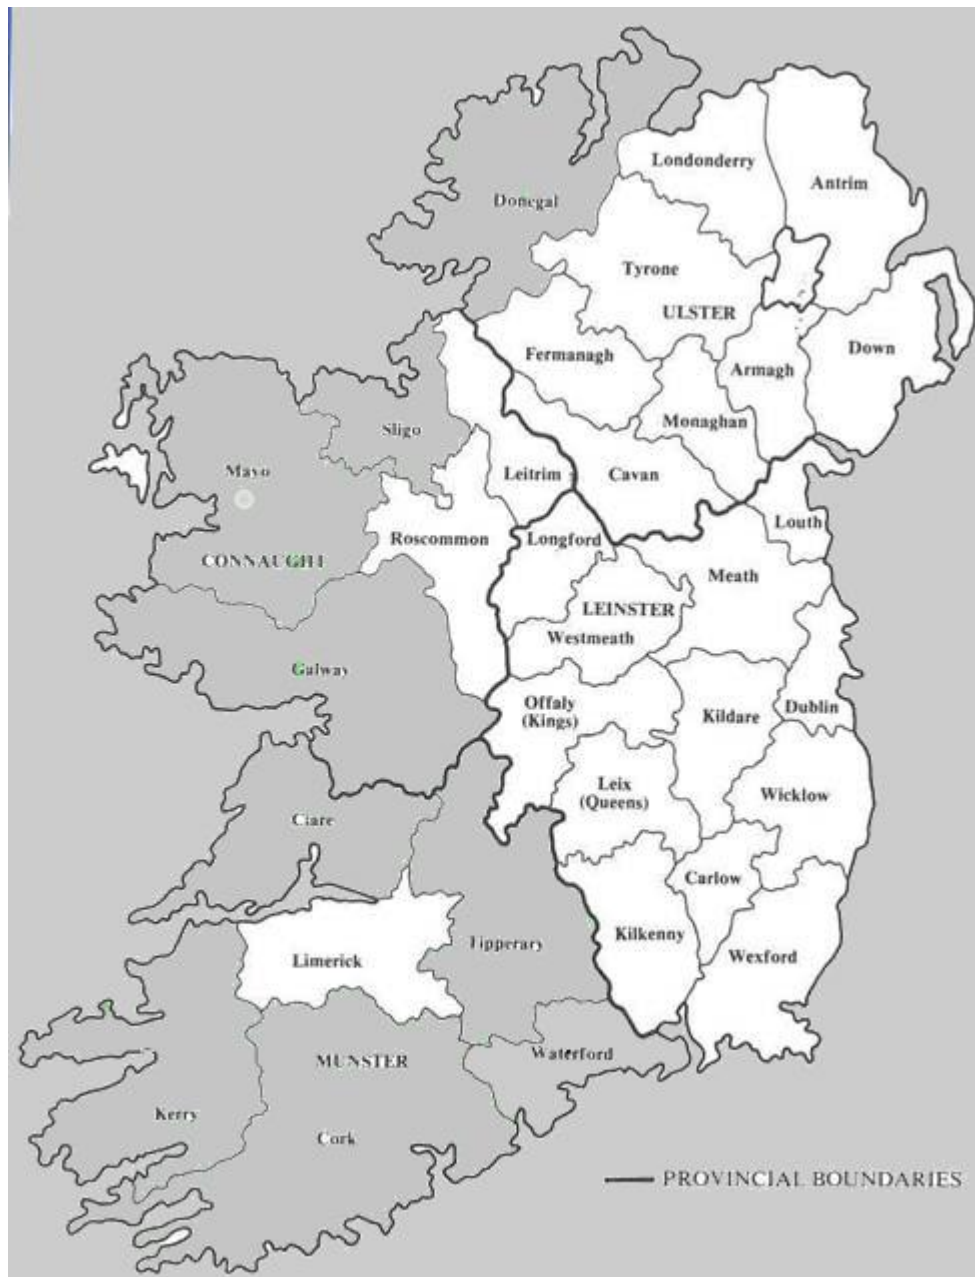 Londonderry
Antrim
Donegal
Tyrone
ULSTER
Fermanagh
Armagh
Down
Monaghan
Sligo
Mayo
Leitrim
Cavan
Louth
Roscommon
Longford
CONNAUGHT
Meath
LEINSTER
Westmeath
Galway
Offaly
(Kings)
Kildare
Dublin
Leix
(Queens)
Wicklow
Clare
Carlow
Kilkenny
Tipperary
Limerick
Wexford
MUNSTER
Waterford
Kerry
Cork
PROVINCIAL BOUNDARIES